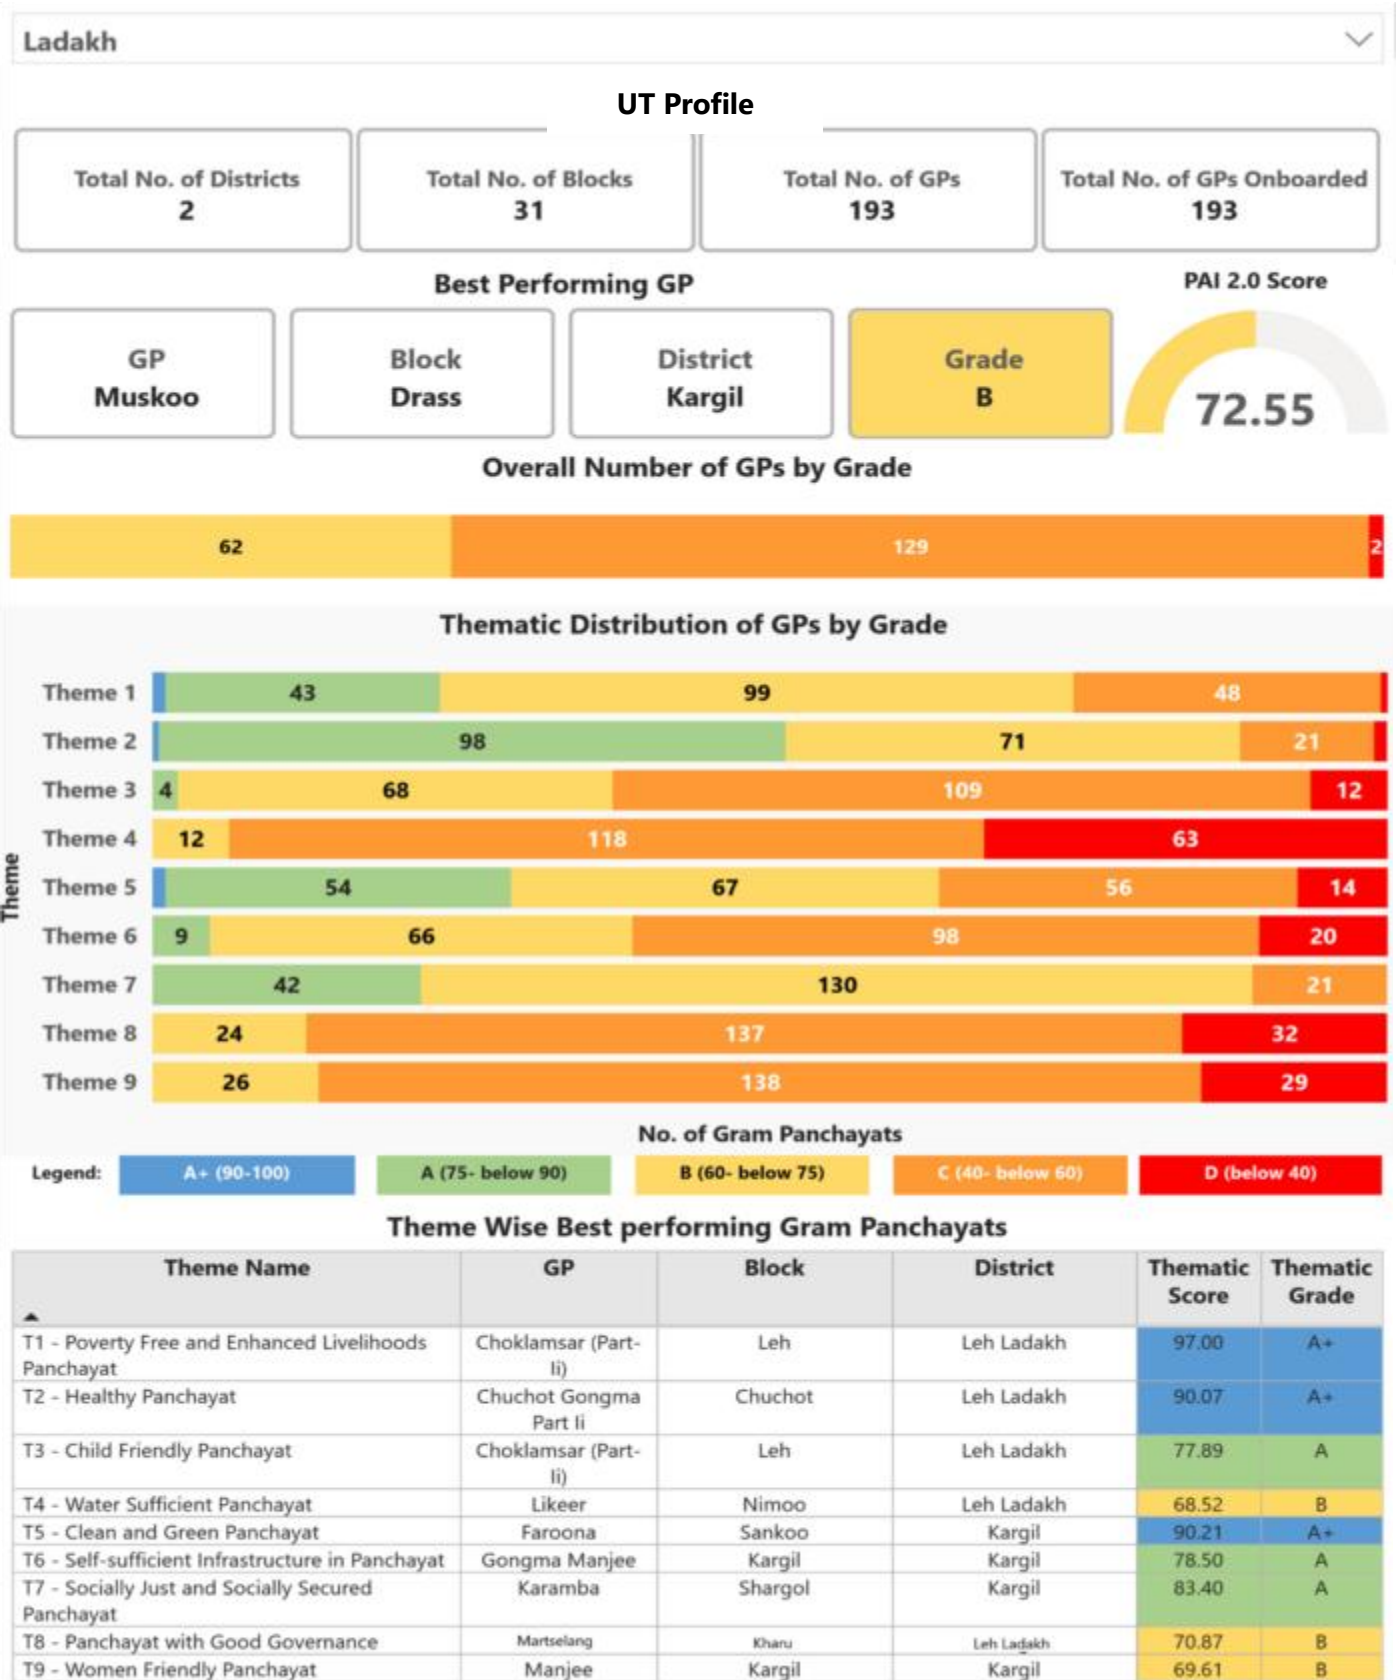 Ladakh
UT Profile
Total No. of Districts
2
Total No. of Blocks
31
Total No. of GPs
193
Total No. of GPs Onboarded
193
Best Performing GP
PAI 2.0 Score
GP
Muskoo
Block
Drass
District
Kargil
Grade
B
72.55
Overall Number of GPs by Grade
62 129 2
Thematic Distribution of GPs by Grade
Theme
Theme 1 43 99 48
Theme 2 98 71 21
Theme 3 4 68 109 12
Theme 4 12 118 63
Theme 5 54 67 56 14
Theme 6 9 66 98 20
Theme 7 42 130 21
Theme 8 24 137 32
Theme 9 26 138 29
No. of Gram Panchayats
Legend: A+ (90-100) A (75- below 90) B (60- below 75) C (40- below 60) D (below 40)
Theme Wise Best performing Gram Panchayats
Theme Name GP Block District Thematic Score Thematic Grade
T1 - Poverty Free and Enhanced Livelihoods Choklamsar (Part- Leh Leh Ladakh 97.00 A+
Panchayat Ii)
T2 - Healthy Panchayat Chuchot Gongma Chuchot Leh Ladakh 90.07 A+
Part Ii
T3 - Child Friendly Panchayat Choklamsar (Part- Leh Leh Ladakh 77.89 A
Ii)
T4 - Water Sufficient Panchayat Likeer Nimoo Leh Ladakh 68.52 B
T5 - Clean and Green Panchayat Faroona Sankoo Kargil 90.21 A+
T6 - Self-sufficient Infrastructure in Panchayat Gongma Manjee Kargil Kargil 78.50 A
T7 - Socially Just and Socially Secured Karamba Shargol Kargil 83.40 A
Panchayat
T8 - Panchayat with Good Governance Martselang Kharu Leh Ladakh 70.87 B
T9 - Women Friendly Panchayat Manjee Kargil Kargil 69.61 B